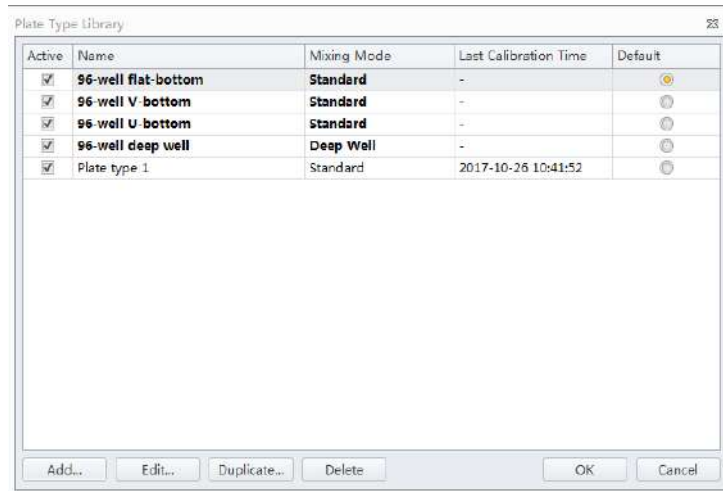 Plate Type Library
Active Name Mixing Mode Last Calibration Time Default
96-well flat-bottom Standard -
96-well V-bottom Standard -
96-well U-bottom Standard -
96-well deep well Deep Well -
Plate type 1 Standard 2017-10-26 10:41:52
Add... Edit... Duplicate... Delete OK Cancel